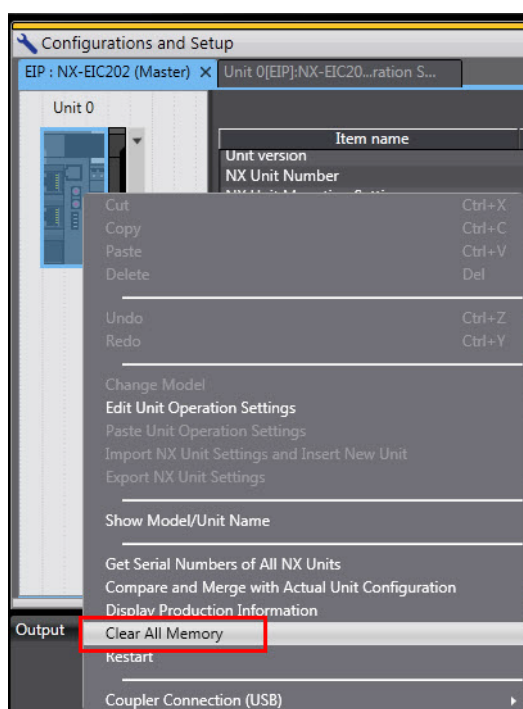 Configurations and Setup
EIP : NX-EIC202 (Master) ×
Unit 0[EIP]:NX-EIC20...ration S...
Unit 0
Item name
Unit version
NX Unit Number
Cut Ctrl+X
Copy Ctrl+C
Paste Ctrl+V
Delete Del
Undo Ctrl+Z
Redo Ctrl+Y
Change Model
Edit Unit Operation Settings
Paste Unit Operation Settings
Import NX Unit Settings and Insert New Unit
Export NX Unit Settings
Show Model/Unit Name
Get Serial Numbers of All NX Units
Compare and Merge with Actual Unit Configuration
Display Production Information
Output
Clear All Memory
Restart
Coupler Connection (USB)